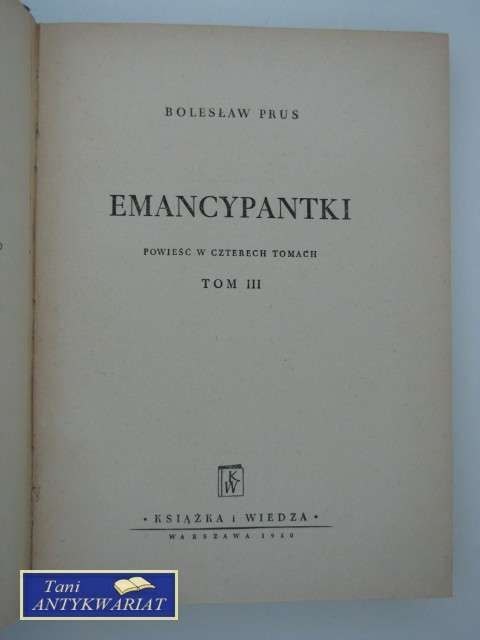 BOLESŁAW PRUS
EMANCYPANTKI
POWIEŚĆ W CZTERECH TOMACH
TOM III
KW
• KSIĄŻKA i WIEDZA •
WARSZAWA 1950
Tani
ANTYKWARIAT